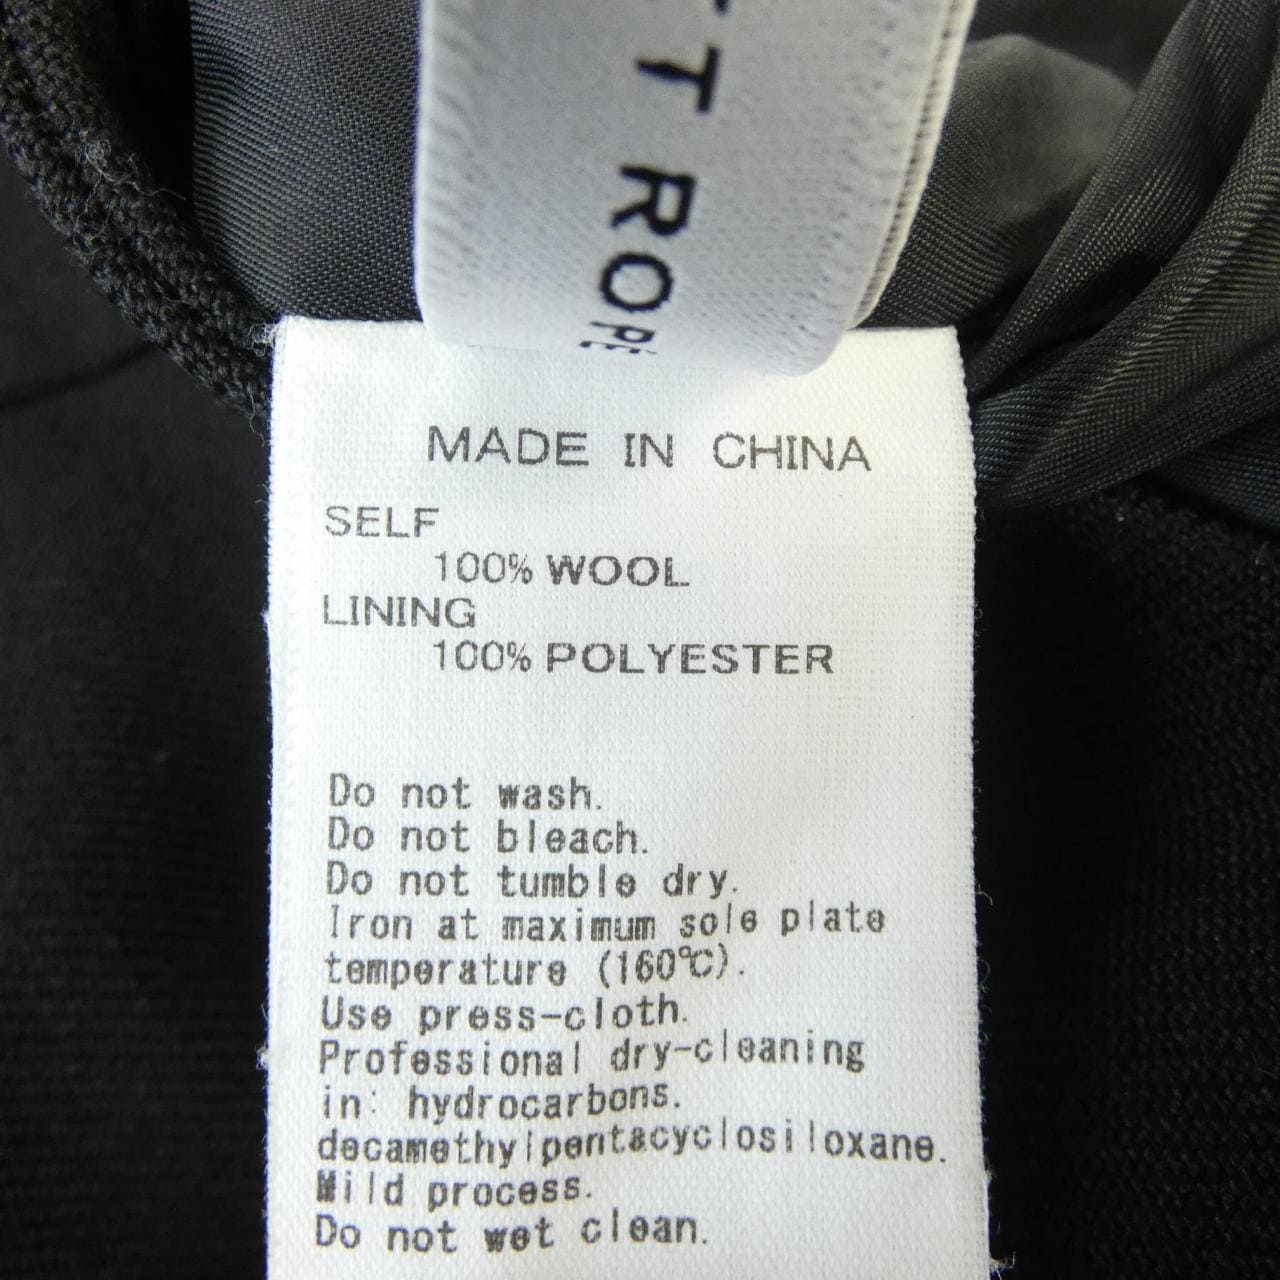 T ROPÉ
MADE IN CHINA
SELF
100% WOOL
LINING
100% POLYESTER
Do not wash.
Do not bleach.
Do not tumble dry.
Iron at maximum sole plate
temperature (160℃).
Use press-cloth.
Professional dry-cleaning
in: hydrocarbons.
decamethylpentacyclosiloxane.
Mild process.
Do not wet clean.